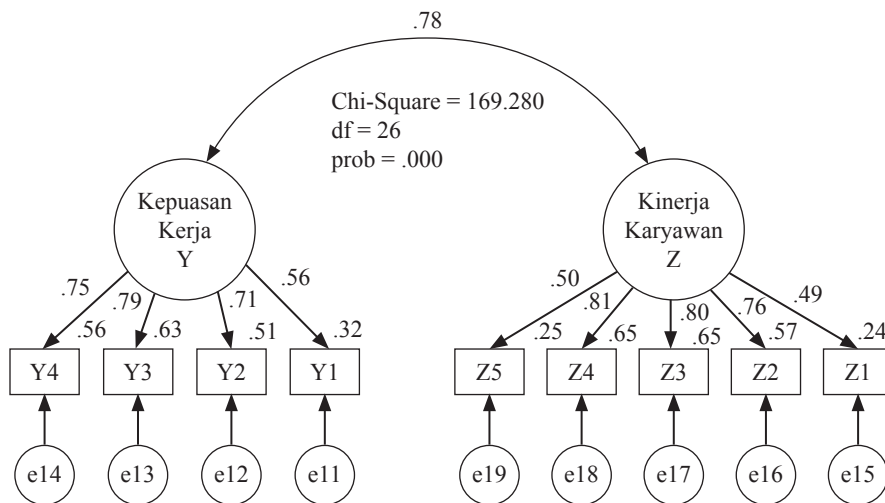 .78
Chi-Square = 169.280
df = 26
prob = .000
Kepuasan
Kerja
Y
Kinerja
Karyawan
Z
.75
.79
.71
.56
.50
.81
.80
.76
.49
.56
.63
.51
.32
.25
.65
.65
.57
.24
Y4
Y3
Y2
Y1
Z5
Z4
Z3
Z2
Z1
e14
e13
e12
e11
e19
e18
e17
e16
e15